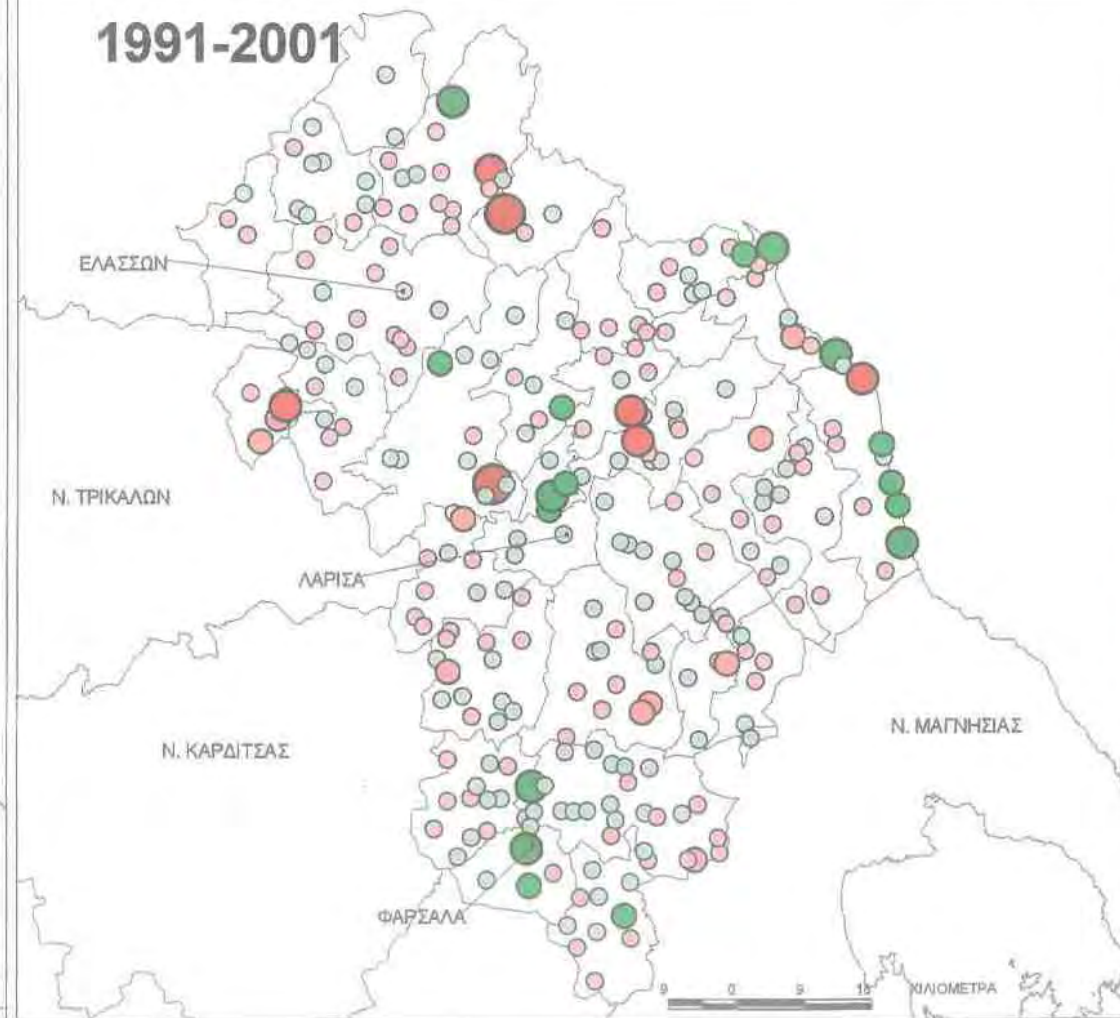 1991-2001
ΕΛΑΣΣΩΝ
Ν. ΤΡΙΚΑΛΩΝ
ΛΑΡΙΣΑ
Ν. ΚΑΡΔΙΤΣΑΣ
Ν. ΜΑΓΝΗΣΙΑΣ
ΦΑΡΣΑΛΑ
9 0 9 18 ΧΙΛΙΟΜΕΤΡΑ